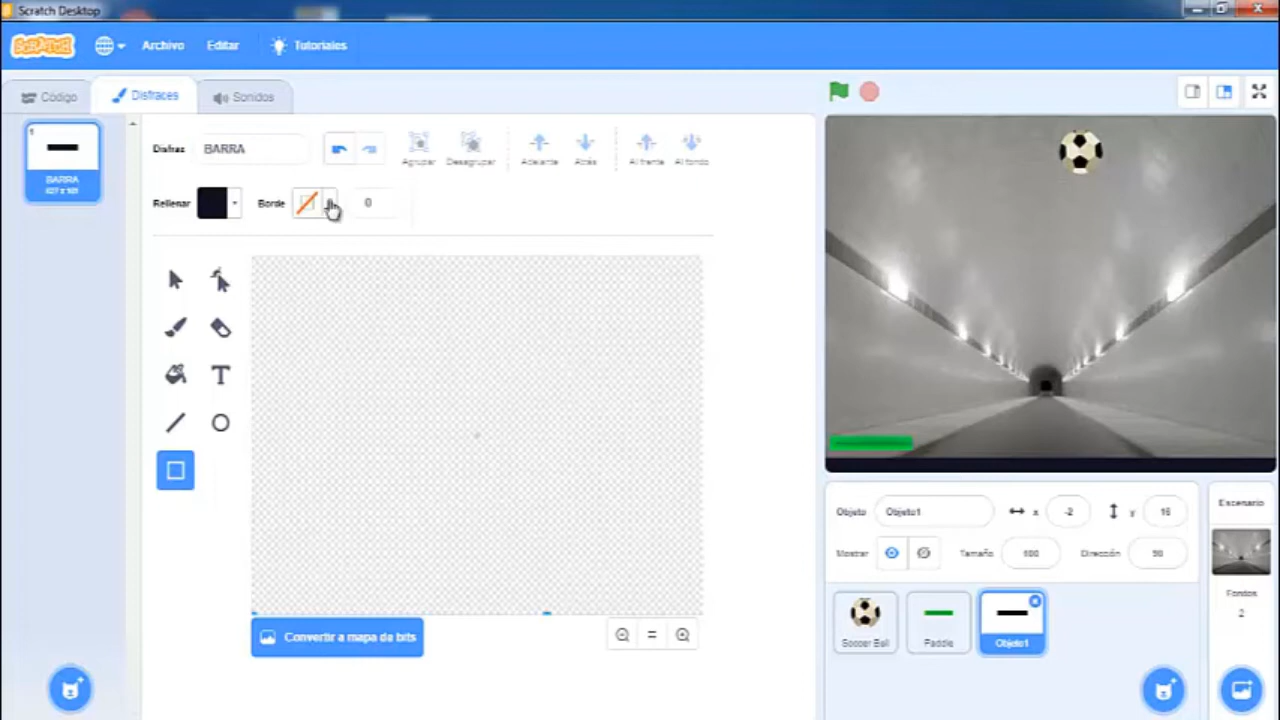 Scratch Desktop
SCRATCH
Archivo
Editar
Tutoriales
Código
Disfraces
Sonidos
1
BARRA
Disfraz
BARRA
Agrupar
Desagrupar
Adelante
Atrás
Al frente
Al fondo
Rellenar
Borde
0
Convertir a mapa de bits
Objeto
Objeto1
x
-2
y
Mostrar
Tamaño
100
Dirección
90
Soccer Ball
Paddle
Objeto1
Escenario
Fondos
2